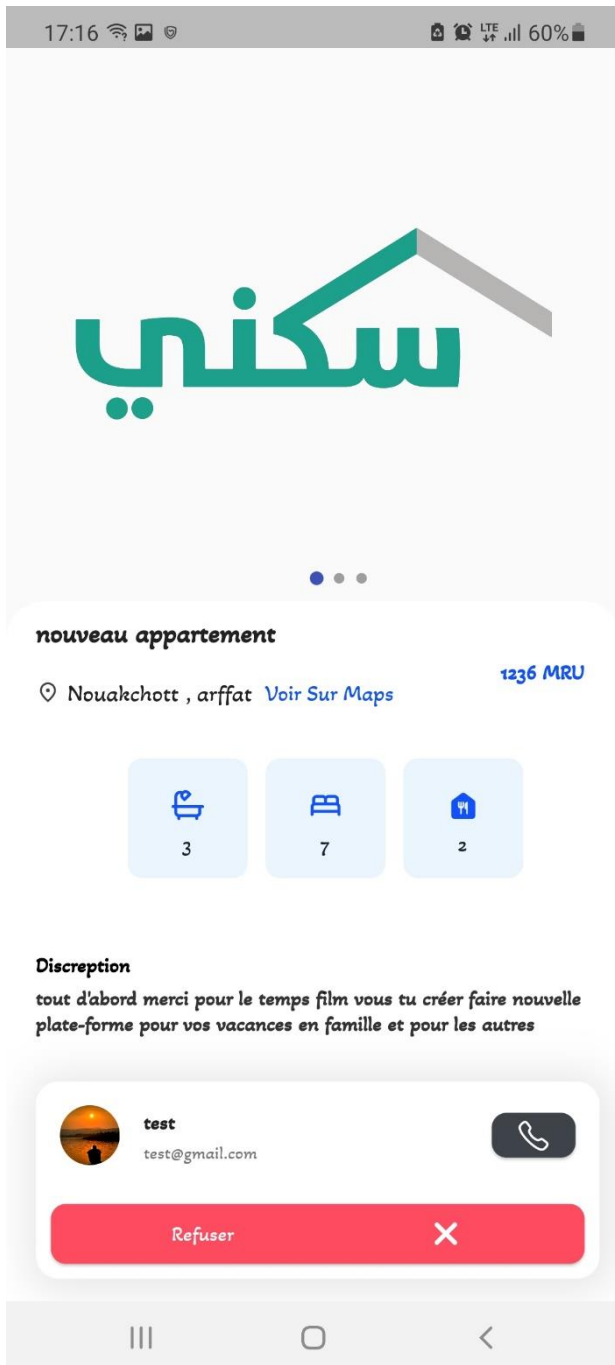 17:16 LTE 60%
سكني
nouveau appartement
1236 MRU
Nouakchott , arffat Voir Sur Maps
3 7 2
Discreption
tout d'abord merci pour le temps film vous tu créer faire nouvelle
plate-forme pour vos vacances en famille et pour les autres
test
test@gmail.com
Refuser